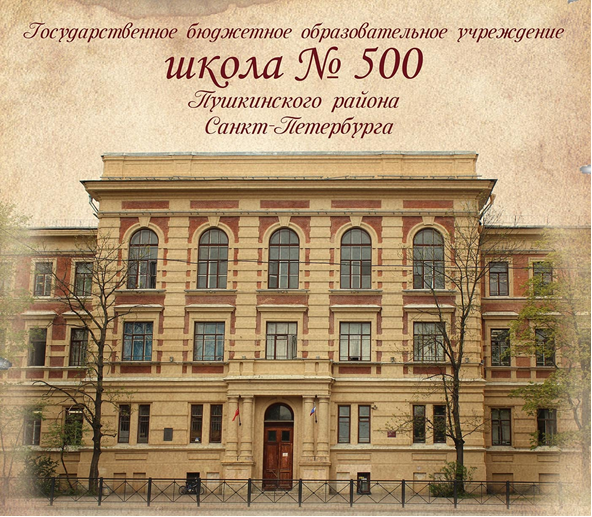 Государственное бюджетное образовательное учреждение
школа № 500
Пушкинского района
Санкт-Петербурга